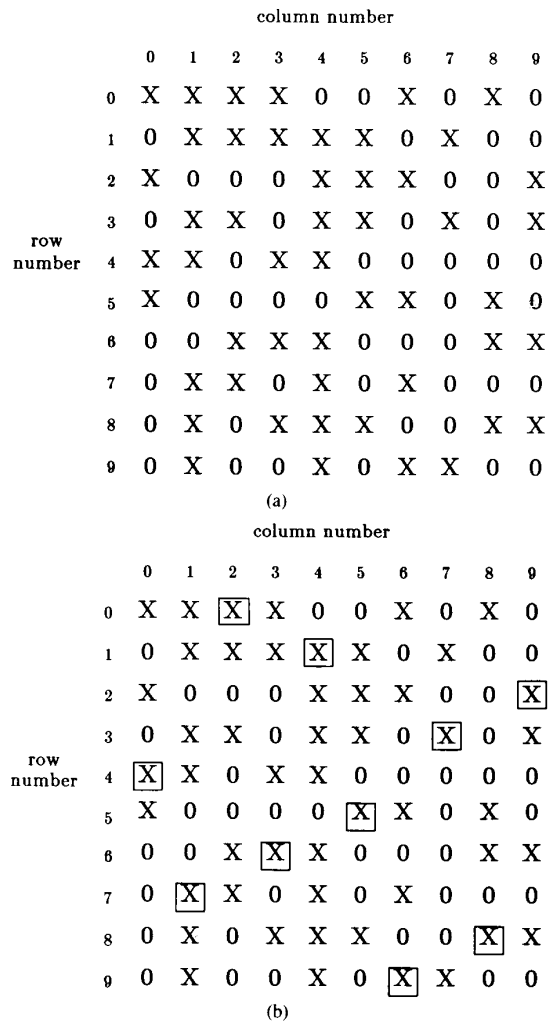 column number
0 1 2 3 4 5 6 7 8 9
0 X X X X 0 0 X 0 X 0
1 0 X X X X X 0 X 0 0
2 X 0 0 0 X X X 0 0 X
3 0 X X 0 X X 0 X 0 X
row
number
4 X X 0 X X 0 0 0 0 0
5 X 0 0 0 0 X X 0 X 0
6 0 0 X X X 0 0 0 X X
7 0 X X 0 X 0 X 0 0 0
8 0 X 0 X X X 0 0 X X
9 0 X 0 0 X 0 X X 0 0
(a)
column number
0 1 2 3 4 5 6 7 8 9
0 X X X X 0 0 X 0 X 0
1 0 X X X X X 0 X 0 0
2 X 0 0 0 X X X 0 0 X
3 0 X X 0 X X 0 X 0 X
row
number
4 X X 0 X X 0 0 0 0 0
5 X 0 0 0 0 X X 0 X 0
6 0 0 X X X 0 0 0 X X
7 0 X X 0 X 0 X 0 0 0
8 0 X 0 X X X 0 0 X X
9 0 X 0 0 X 0 X X 0 0
(b)